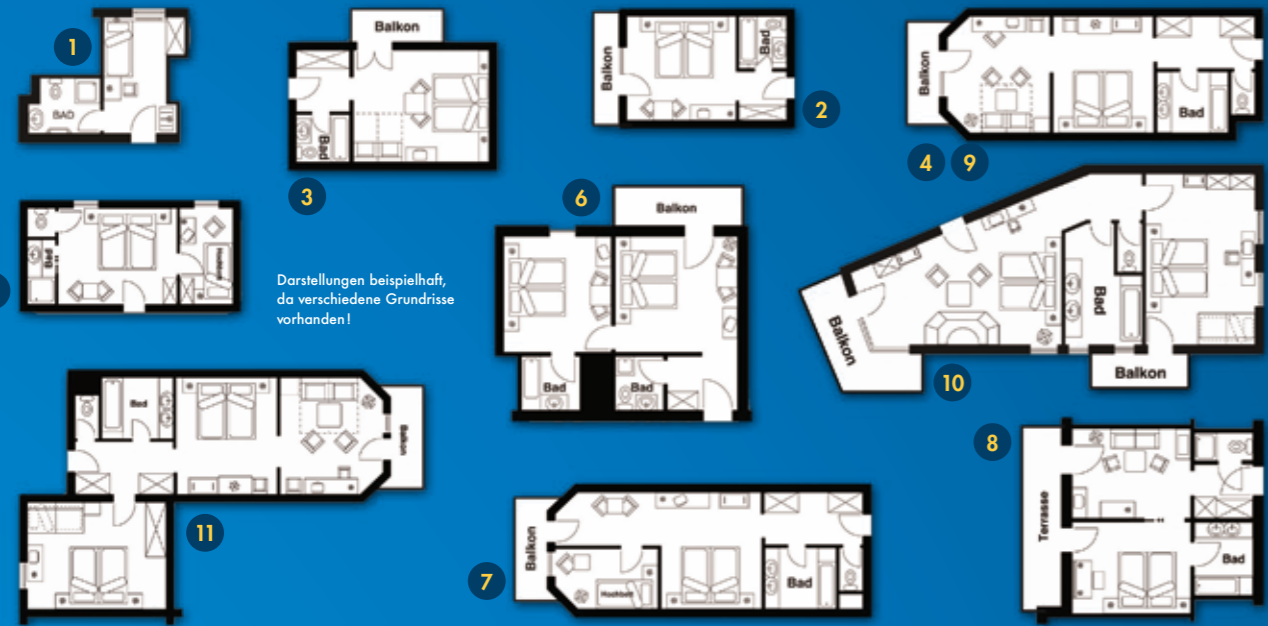 1
BAD
Balkon
Bad
3
Balkon
Bad
2
Balkon
Bad
4 9
Bad
Hochbett
Darstellungen beispielhaft,
da verschiedene Grundrisse
vorhanden!
6
Balkon
Bad
Bad
Balkon
Bad
Balkon
10
Bad
Balkon
11
Balkon
Bad
Hochbett
7
8
Terrasse
Bad